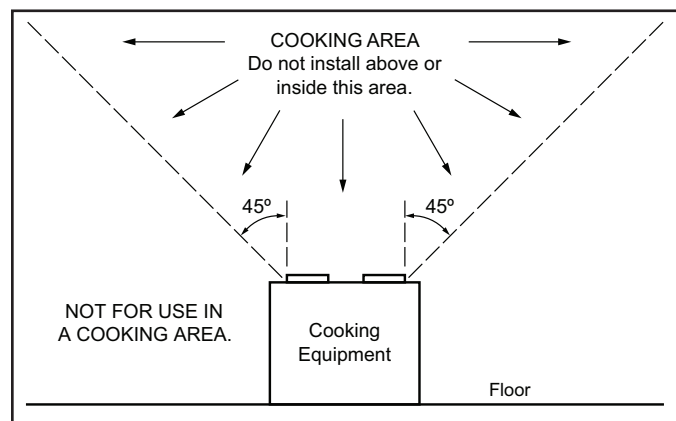 COOKING AREA
Do not install above or
inside this area.
45º
45º
NOT FOR USE IN
A COOKING AREA.
Cooking
Equipment
Floor